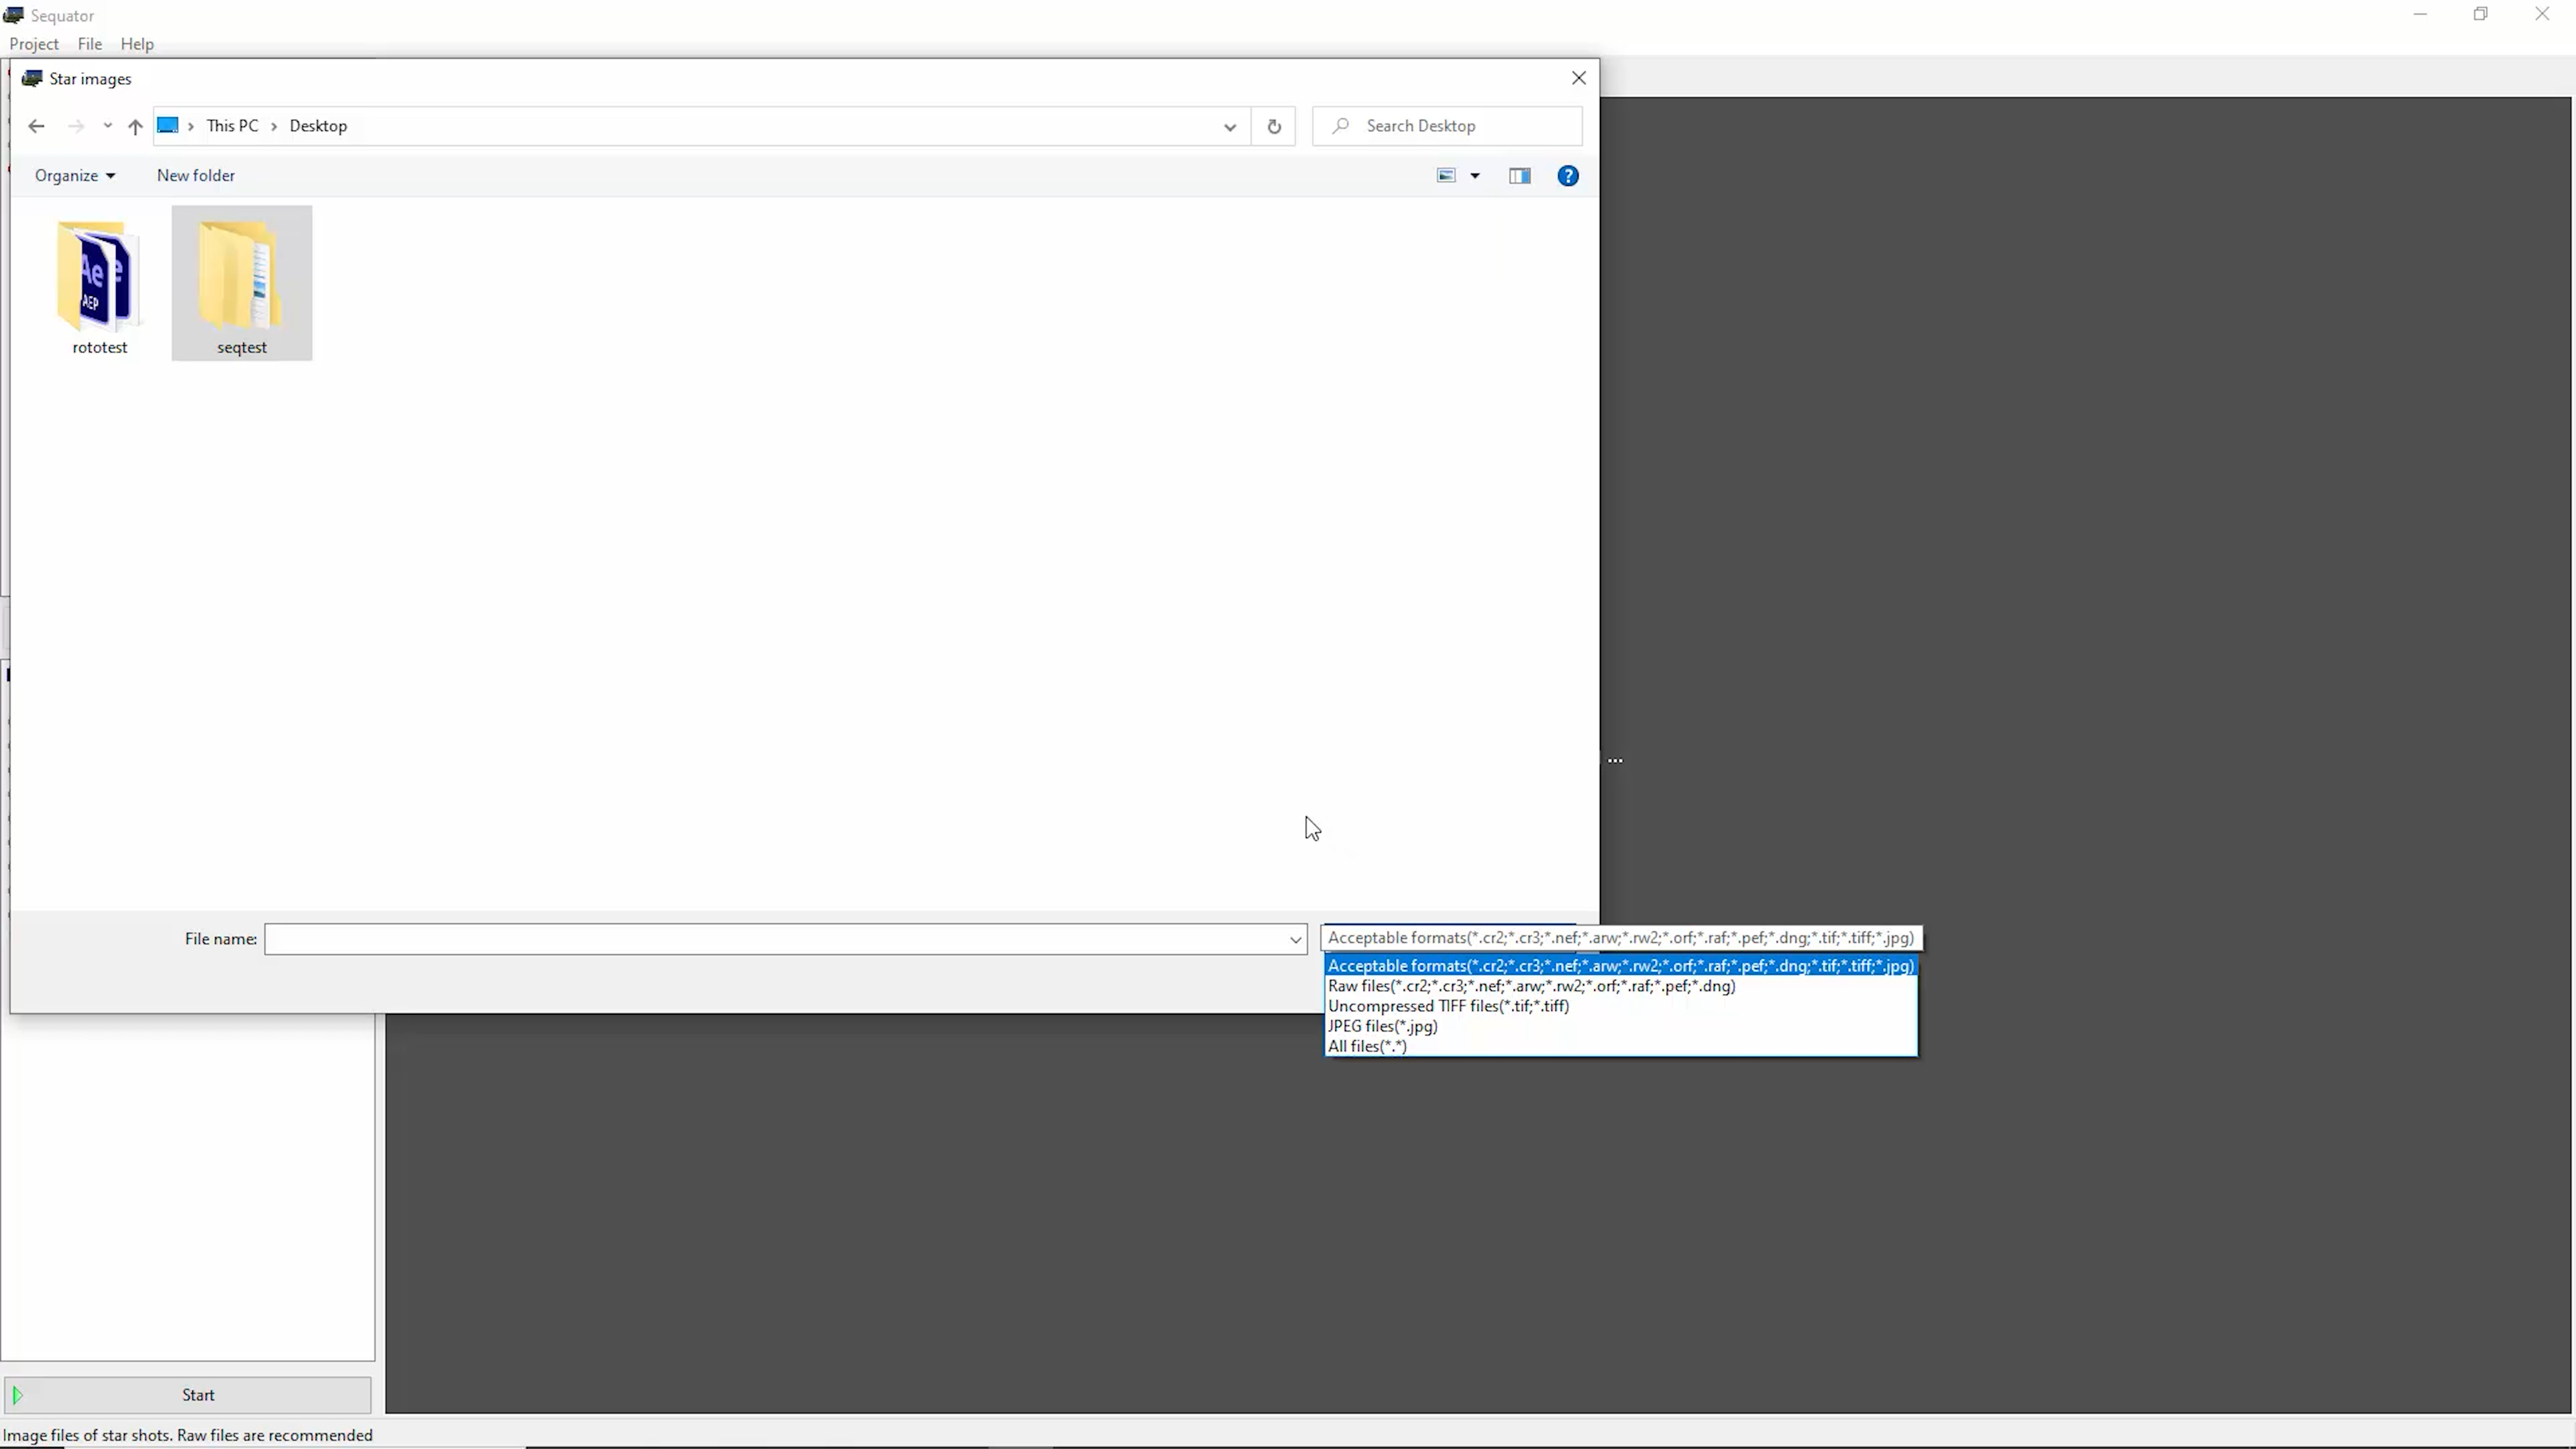 Sequator
Project File Help
Star images
This PC > Desktop
Search Desktop
Organize New folder
?
Ae e
AEP
rototest seqtest
...
File name:
Acceptable formats(*.cr2;*.cr3;*.nef;*.arw;*.rw2;*.orf;*.raf;*.pef;*.dng;*.tif;*.tiff;*.jpg)
Acceptable formats(*.cr2;*.cr3;*.nef;*.arw;*.rw2;*.orf;*.raf;*.pef;*.dng;*.tif;*.tiff;*.jpg)
Raw files(*.cr2;*.cr3;*.nef;*.arw;*.rw2;*.orf;*.raf;*.pef;*.dng)
Uncompressed TIFF files(*.tif;*.tiff)
JPEG files(*.jpg)
All files(*.*)
Start
Image files of star shots. Raw files are recommended